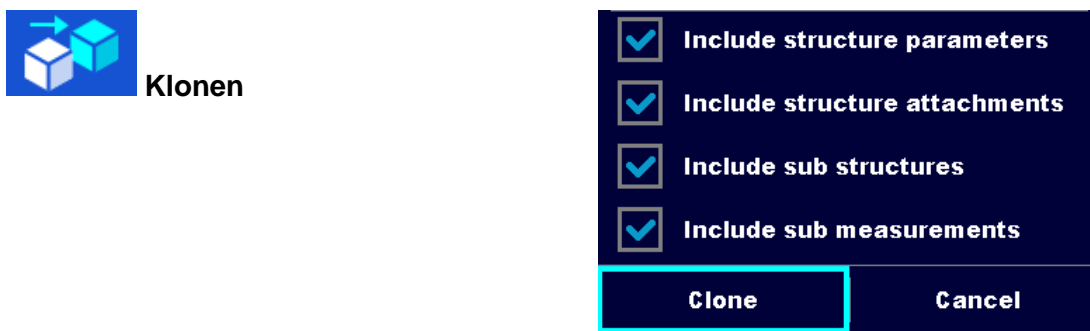 Klonen
Include structure parameters
Include structure attachments
Include sub structures
Include sub measurements
Clone Cancel